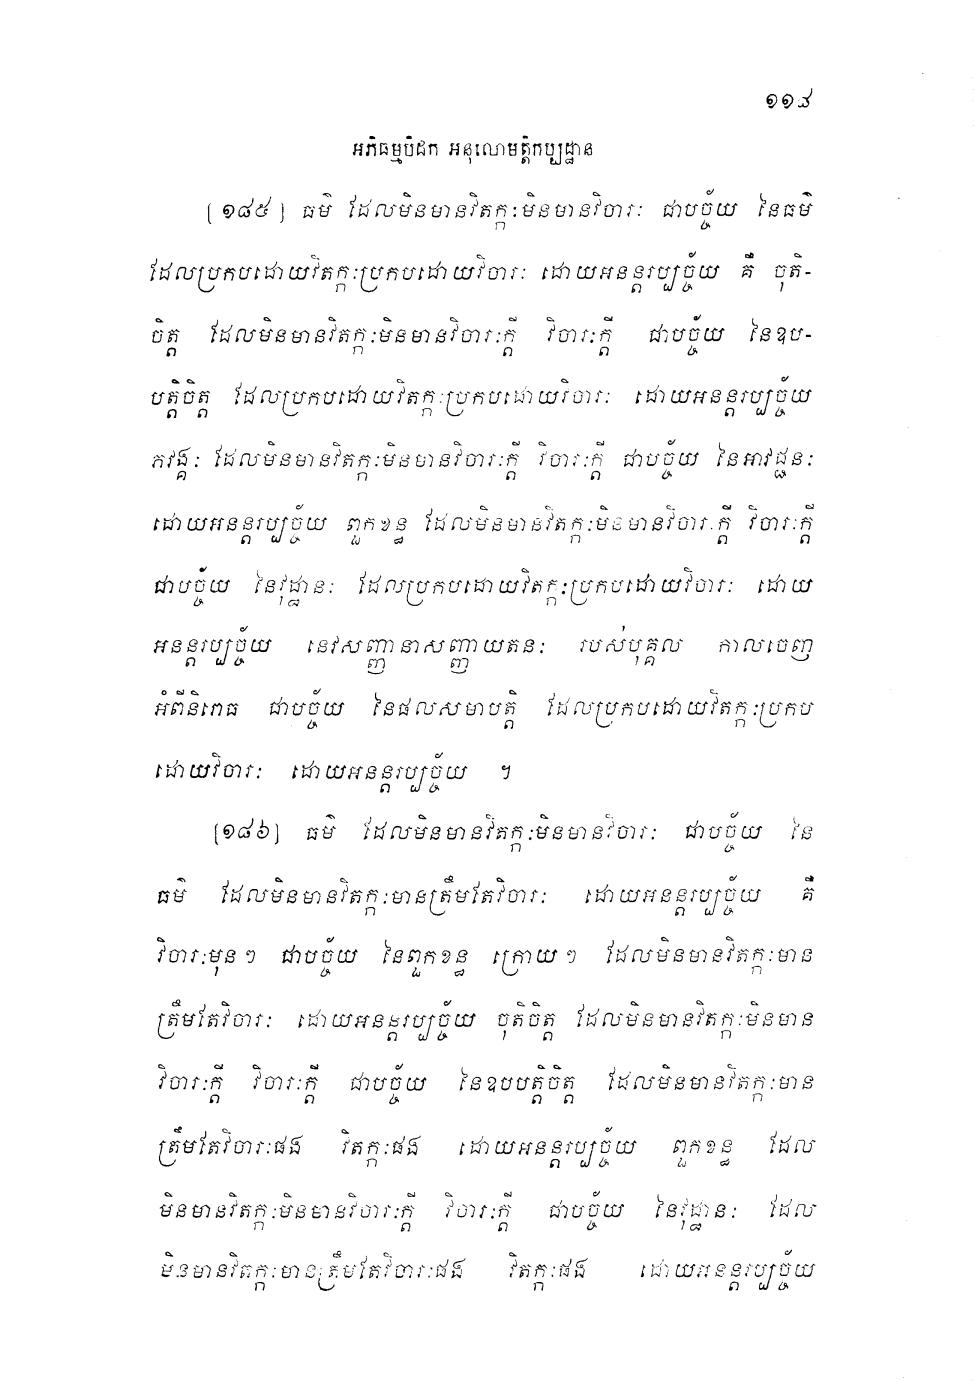 ១១៨
អភិធម្មបិដក អនុលោមត្តិកប្បដ្ឋាន
[១៨៥] ធម៌ ដែលមិនមានវិតក្កៈមិនមានវិចារៈ ជាបច្ច័យ នៃធម៌
ដែលប្រកបដោយវិតក្កៈប្រកបដោយវិចារៈ ដោយអនន្តរប្បច្ច័យ គឺ ចុតិ-
ចិត្ត ដែលមិនមានវិតក្កៈមិនមានវិចារៈក្តី វិចារៈក្តី ជាបច្ច័យ នៃឧប-
បត្តិចិត្ត ដែលប្រកបដោយវិតក្កៈប្រកបដោយវិចារៈ ដោយអនន្តរប្បច្ច័យ
ភវង្គៈ ដែលមិនមានវិតក្កៈមិនមានវិចារៈក្តី វិចារៈក្តី ជាបច្ច័យ នៃអាវជ្ជនៈ
ដោយអនន្តរប្បច្ច័យ ពួកខន្ធ ដែលមិនមានវិតក្កៈមិនមានវិចារៈក្តី វិចារៈក្តី
ជាបច្ច័យ នៃវុដ្ឋានៈ ដែលប្រកបដោយវិតក្កៈប្រកបដោយវិចារៈ ដោយ
អនន្តរប្បច្ច័យ នេវសញ្ញានាសញ្ញាយតនៈ របស់បុគ្គល កាលចេញ
អំពីនិរោធ ជាបច្ច័យ នៃផលសមាបត្តិ ដែលប្រកបដោយវិតក្កៈប្រកប
ដោយវិចារៈ ដោយអនន្តរប្បច្ច័យ ។
[១៨៦] ធម៌ ដែលមិនមានវិតក្កៈមិនមានវិចារៈ ជាបច្ច័យ នៃ
ធម៌ ដែលមិនមានវិតក្កៈមានត្រឹមតែវិចារៈ ដោយអនន្តរប្បច្ច័យ គឺ
វិចារៈមុនៗ ជាបច្ច័យ នៃពួកខន្ធ ក្រោយៗ ដែលមិនមានវិតក្កៈមាន
ត្រឹមតែវិចារៈ ដោយអនន្តរប្បច្ច័យ ចុតិចិត្ត ដែលមិនមានវិតក្កៈមិនមាន
វិចារៈក្តី វិចារៈក្តី ជាបច្ច័យ នៃឧបបត្តិចិត្ត ដែលមិនមានវិតក្កៈមាន
ត្រឹមតែវិចារៈផង វិតក្កៈផង ដោយអនន្តរប្បច្ច័យ ពួកខន្ធ ដែល
មិនមានវិតក្កៈមិនមានវិចារៈក្តី វិចារៈក្តី ជាបច្ច័យ នៃវុដ្ឋានៈ ដែល
មិនមានវិតក្កៈមានត្រឹមតែវិចារៈផង វិតក្កៈផង ដោយអនន្តរប្បច្ច័យ